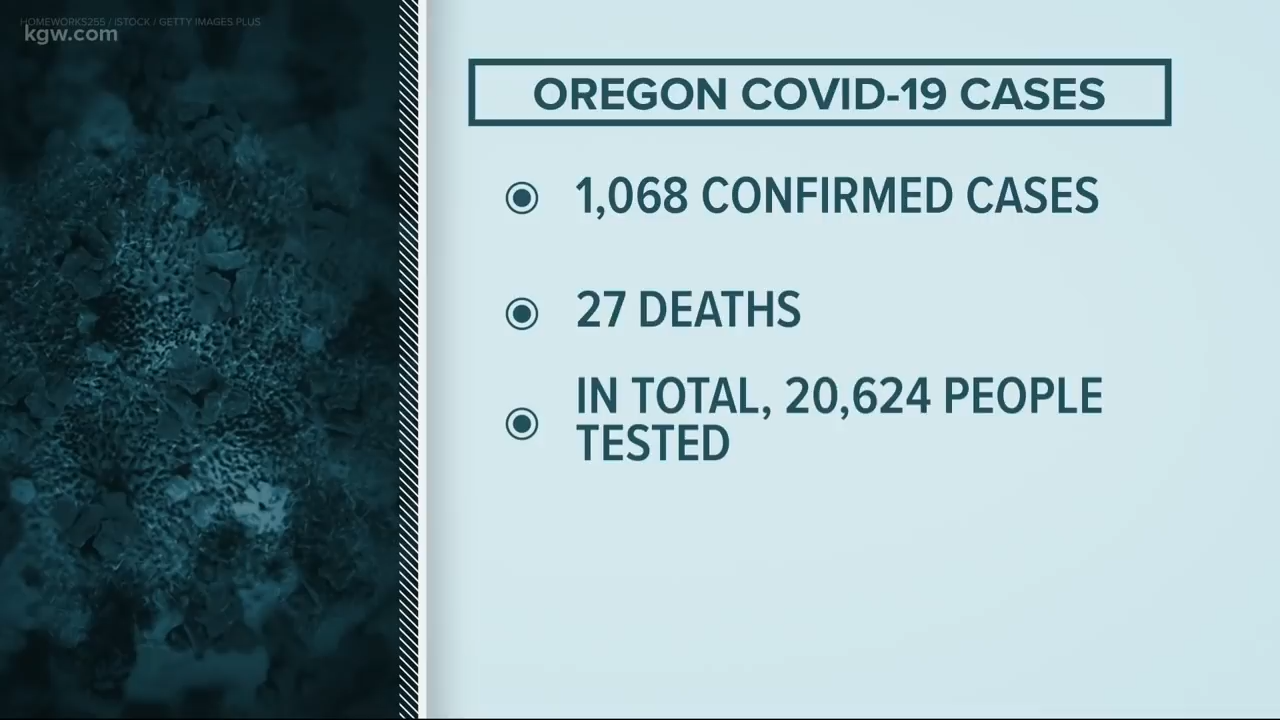 HOMEWORKS255 / ISTOCK / GETTY IMAGES PLUS
kgw.com
OREGON COVID-19 CASES
1,068 CONFIRMED CASES
27 DEATHS
IN TOTAL, 20,624 PEOPLE
TESTED